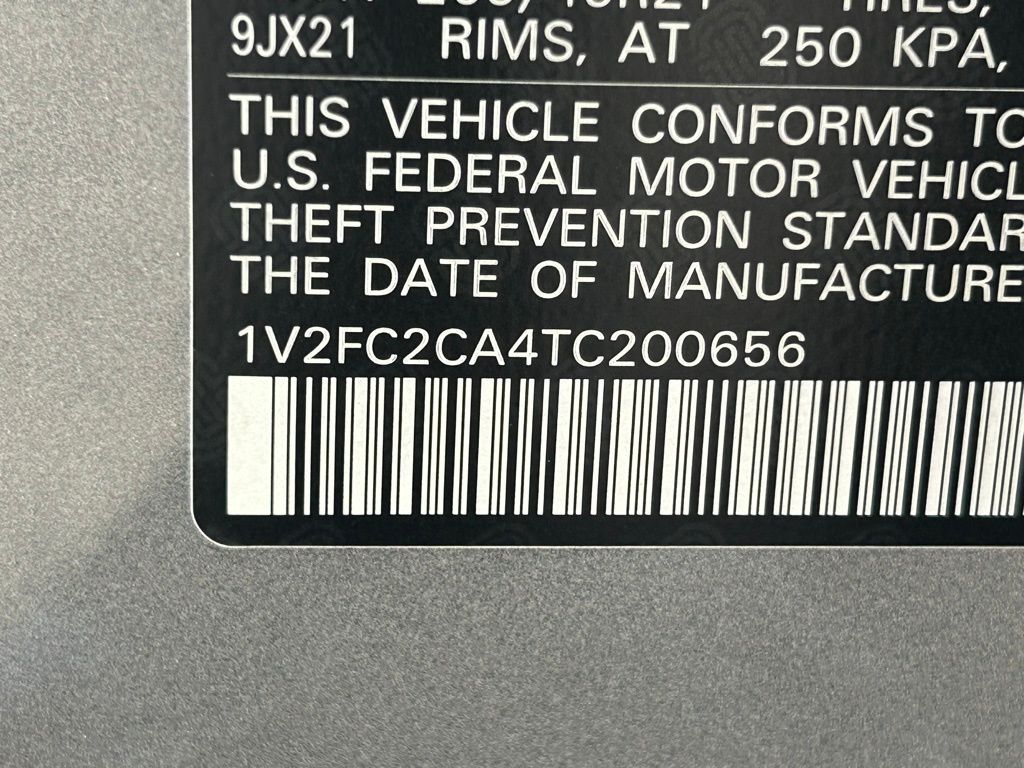 TIRES,
9JX21 RIMS, AT 250 KPA,
THIS VEHICLE CONFORMS TO
U.S. FEDERAL MOTOR VEHICL
THEFT PREVENTION STANDAR
THE DATE OF MANUFACTURE
1V2FC2CA4TC200656